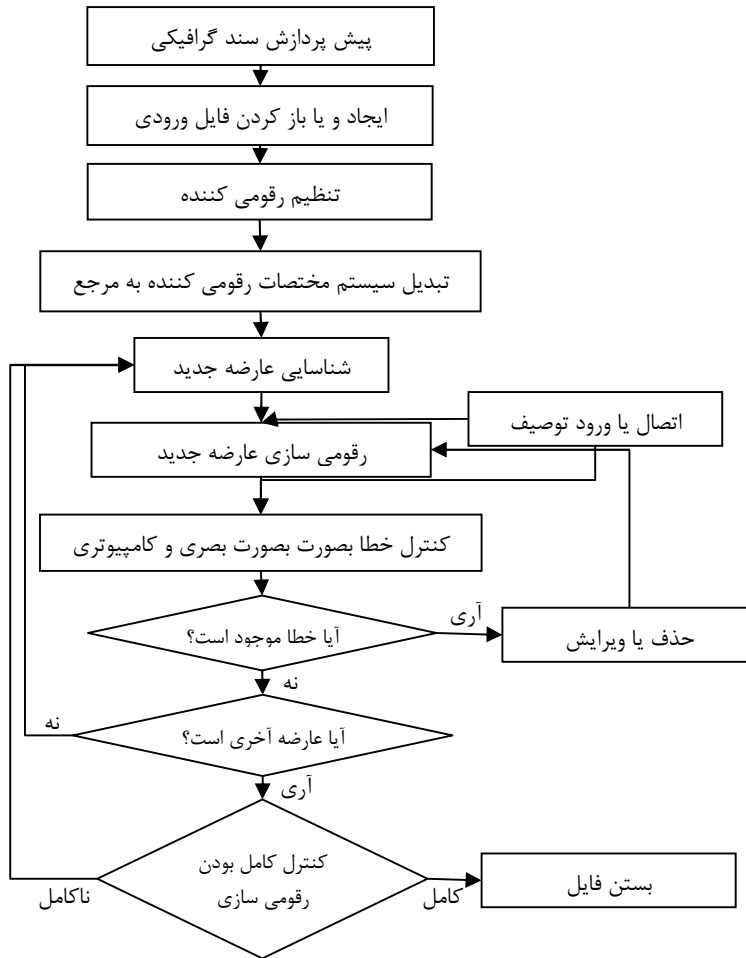 پیش پردازش سند گرافیکی
ایجاد و یا باز کردن فایل ورودی
تنظیم رقومی کننده
تبدیل سیستم مختصات رقومی کننده به مرجع
شناسایی عارضه جدید
اتصال یا ورود توصیف
رقومی سازی عارضه جدید
کنترل خطا بصورت بصورت بصری و کامپیوتری
آیا خطا موجود است؟
آری
حذف یا ویرایش
نه
آیا عارضه آخری است؟
نه
آری
کنترل کامل بودن
رقومی سازی
کامل
ناکامل
بستن فایل